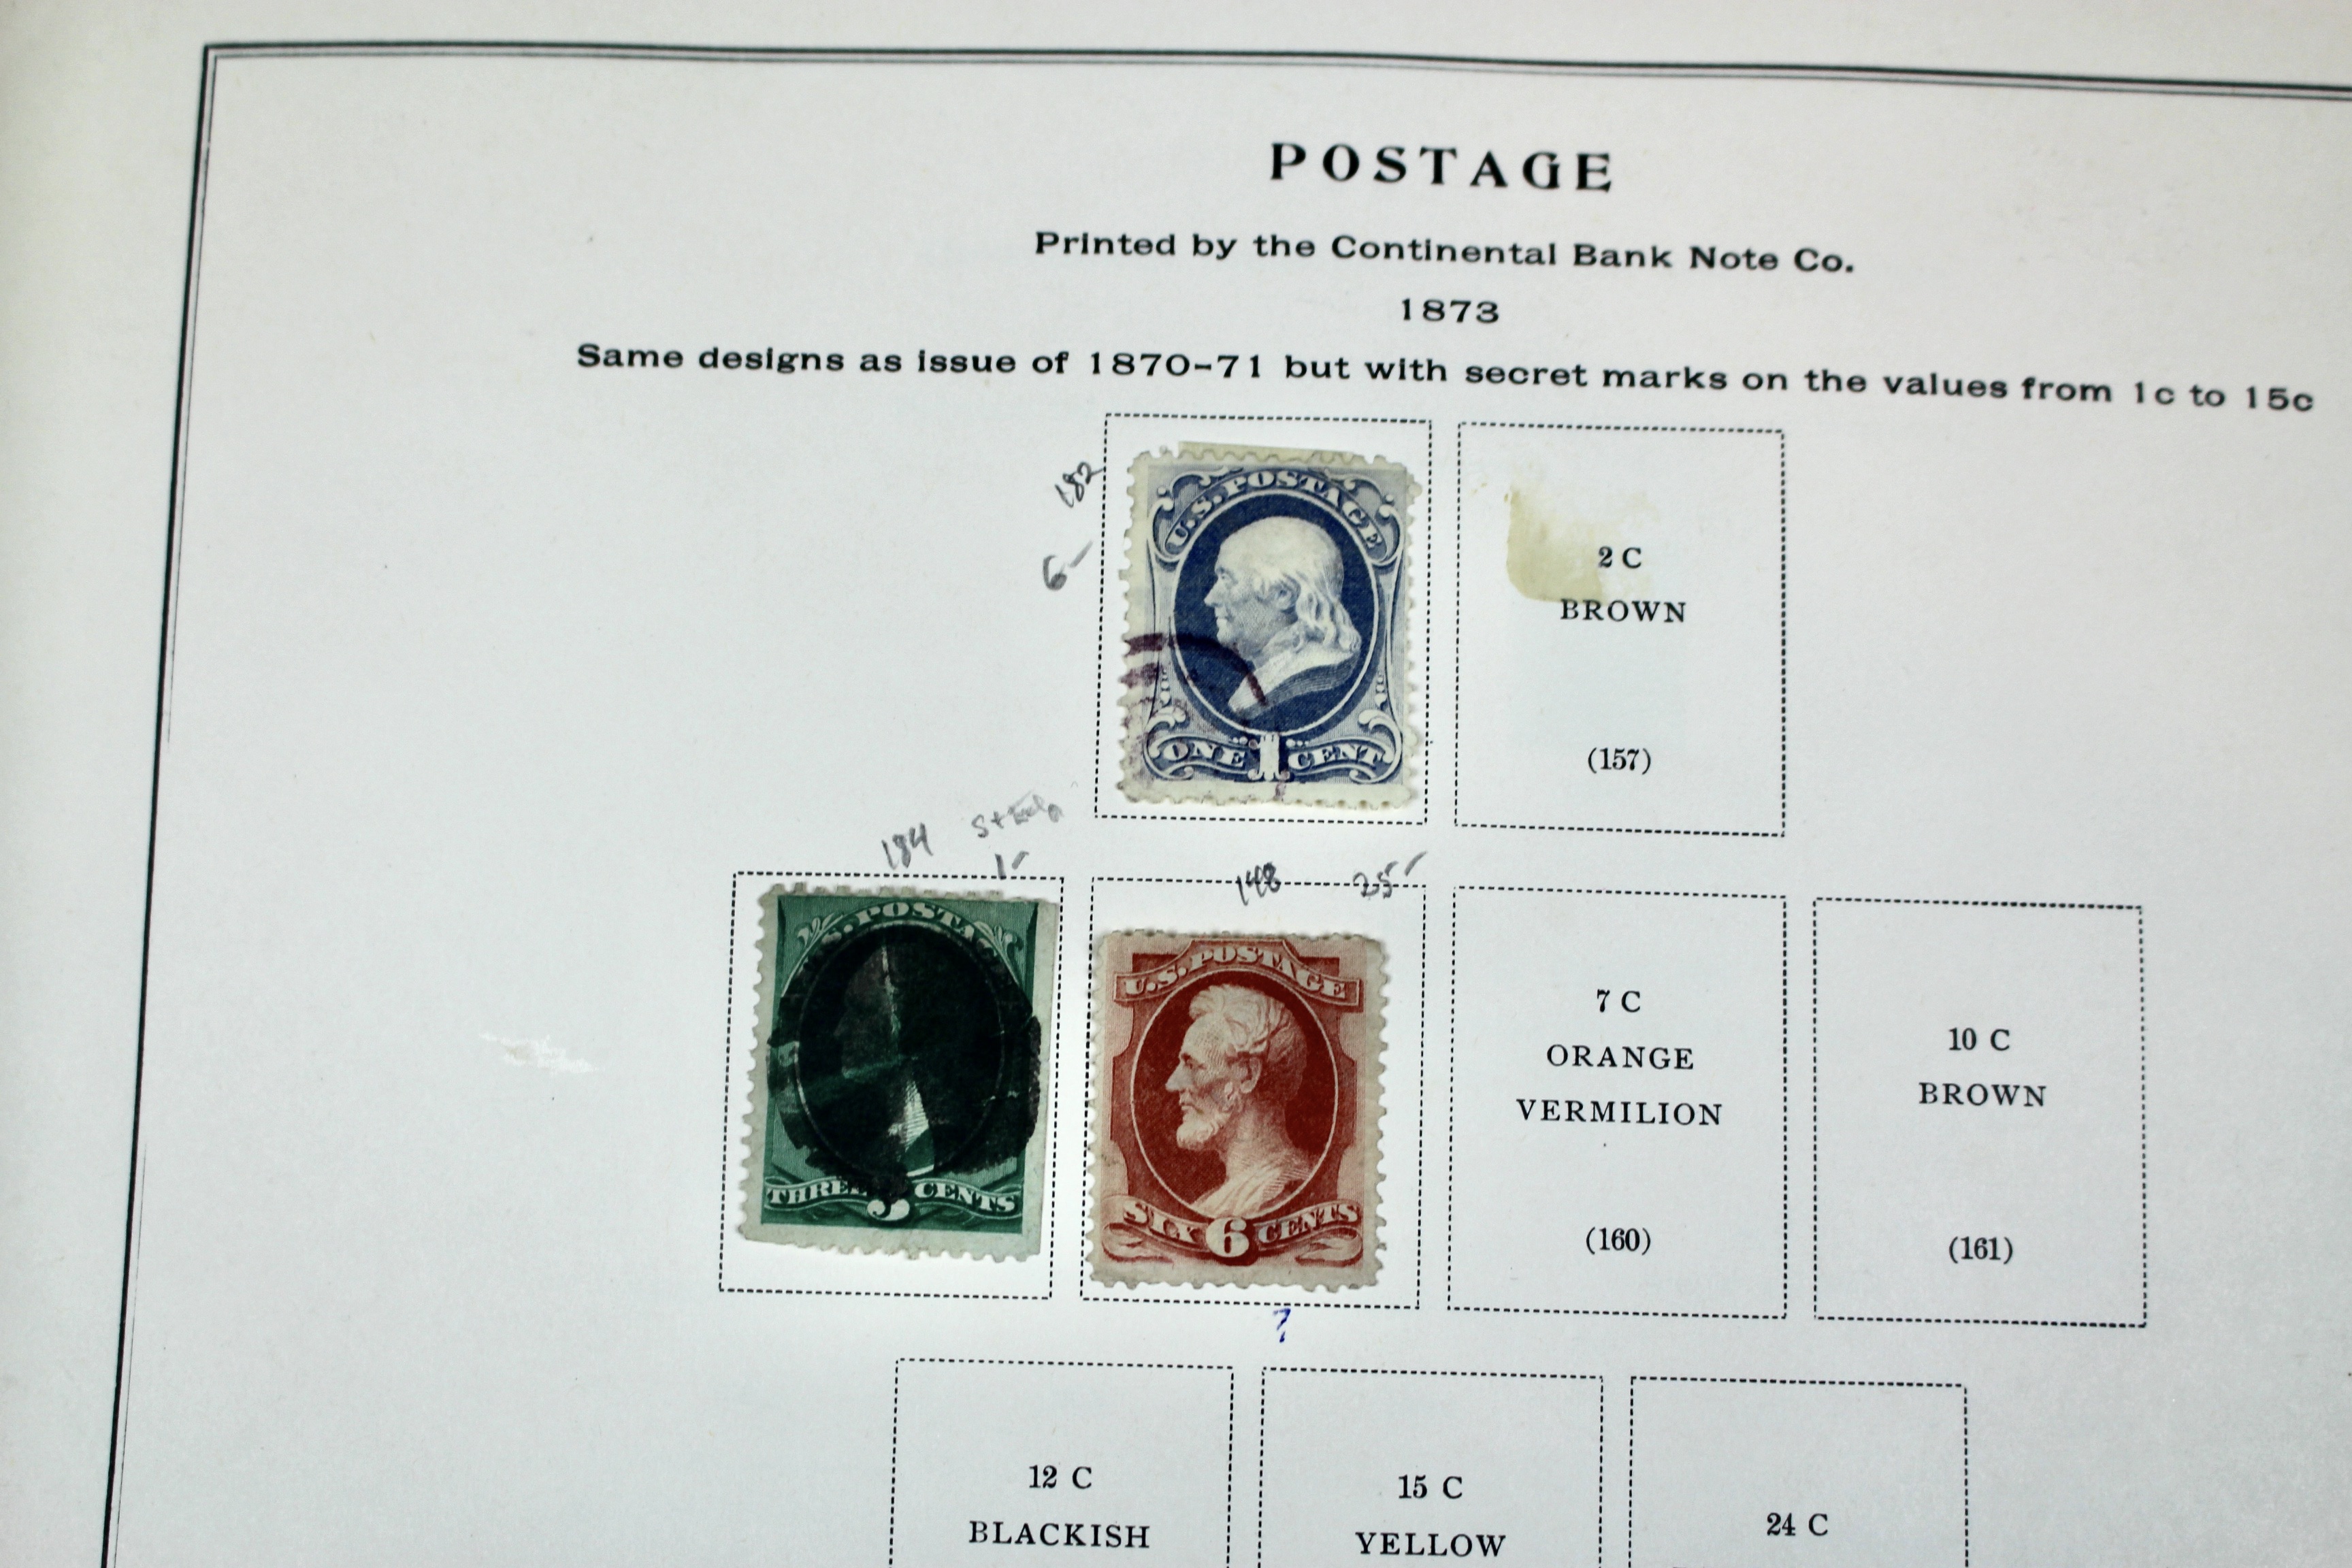 POSTAGE
Printed by the Continental Bank Note Co.
1873
Same designs as issue of 1870-71 but with secret marks on the values from 1c to 15c
182
6-
U.S. POSTAGE
ONE 1 CENT
2 C
BROWN
(157)
184
1-
148 25-
U.S. POSTAGE
THREE 3 CENTS
U.S. POSTAGE
SIX 6 CENTS
?
7 C
ORANGE
VERMILION
(160)
10 C
BROWN
(161)
12 C
BLACKISH
15 C
YELLOW
24 C